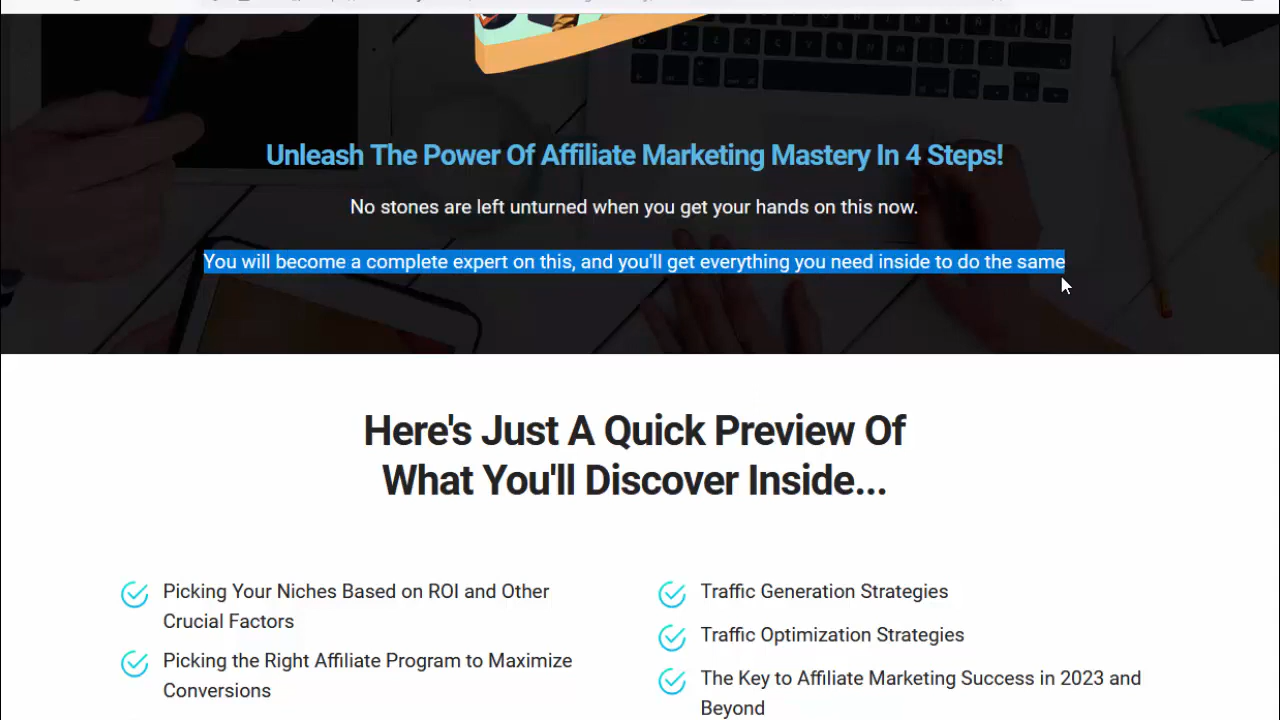 Unleash The Power Of Affiliate Marketing Mastery In 4 Steps!
No stones are left unturned when you get your hands on this now.
You will become a complete expert on this, and you'll get everything you need inside to do the same
Here's Just A Quick Preview Of
What You'll Discover Inside...
Picking Your Niches Based on ROI and Other
Crucial Factors
Picking the Right Affiliate Program to Maximize
Conversions
Traffic Generation Strategies
Traffic Optimization Strategies
The Key to Affiliate Marketing Success in 2023 and
Beyond